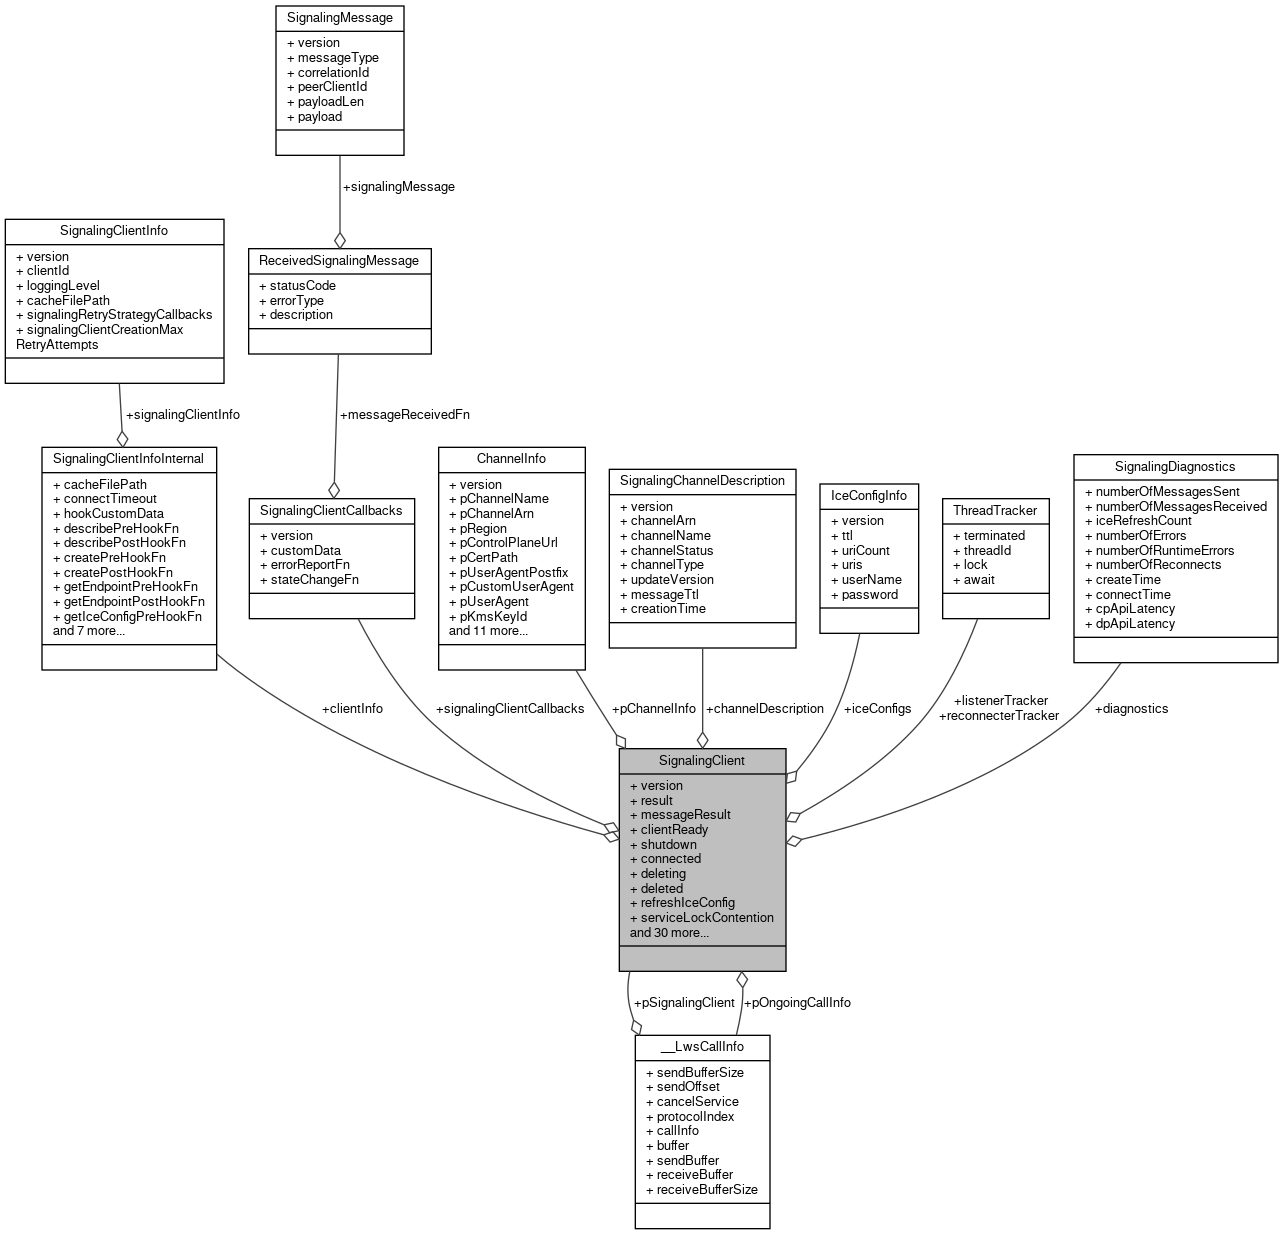 SignalingMessage
+ version
+ messageType
+ correlationId
+ peerClientId
+ payloadLen
+ payload
+signalingMessage
SignalingClientInfo
+ version
+ clientId
+ loggingLevel
+ cacheFilePath
+ signalingRetryStrategyCallbacks
+ signalingClientCreationMax
RetryAttempts
ReceivedSignalingMessage
+ statusCode
+ errorType
+ description
+signalingClientInfo
+messageReceivedFn
SignalingClientInfoInternal
+ cacheFilePath
+ connectTimeout
+ hookCustomData
+ describePreHookFn
+ describePostHookFn
+ createPreHookFn
+ createPostHookFn
+ getEndpointPreHookFn
+ getEndpointPostHookFn
+ getIceConfigPreHookFn
and 7 more...
SignalingClientCallbacks
+ version
+ customData
+ errorReportFn
+ stateChangeFn
ChannelInfo
+ version
+ pChannelName
+ pChannelArn
+ pRegion
+ pControlPlaneUrl
+ pCertPath
+ pUserAgentPostfix
+ pCustomUserAgent
+ pUserAgent
+ pKmsKeyId
and 11 more...
SignalingChannelDescription
+ version
+ channelArn
+ channelName
+ channelStatus
+ channelType
+ updateVersion
+ messageTtl
+ creationTime
IceConfigInfo
+ version
+ ttl
+ uriCount
+ uris
+ userName
+ password
ThreadTracker
+ terminated
+ threadId
+ lock
+ await
SignalingDiagnostics
+ numberOfMessagesSent
+ numberOfMessagesReceived
+ iceRefreshCount
+ numberOfErrors
+ numberOfRuntimeErrors
+ numberOfReconnects
+ createTime
+ connectTime
+ cpApiLatency
+ dpApiLatency
+clientInfo
+signalingClientCallbacks
+pChannelInfo
+channelDescription
+iceConfigs
+listenerTracker
+reconnecterTracker
+diagnostics
SignalingClient
+ version
+ result
+ messageResult
+ clientReady
+ shutdown
+ connected
+ deleting
+ deleted
+ refreshIceConfig
+ serviceLockContention
and 30 more...
+pSignalingClient
+pOngoingCallInfo
__LwsCallInfo
+ sendBufferSize
+ sendOffset
+ cancelService
+ protocolIndex
+ callInfo
+ buffer
+ sendBuffer
+ receiveBuffer
+ receiveBufferSize